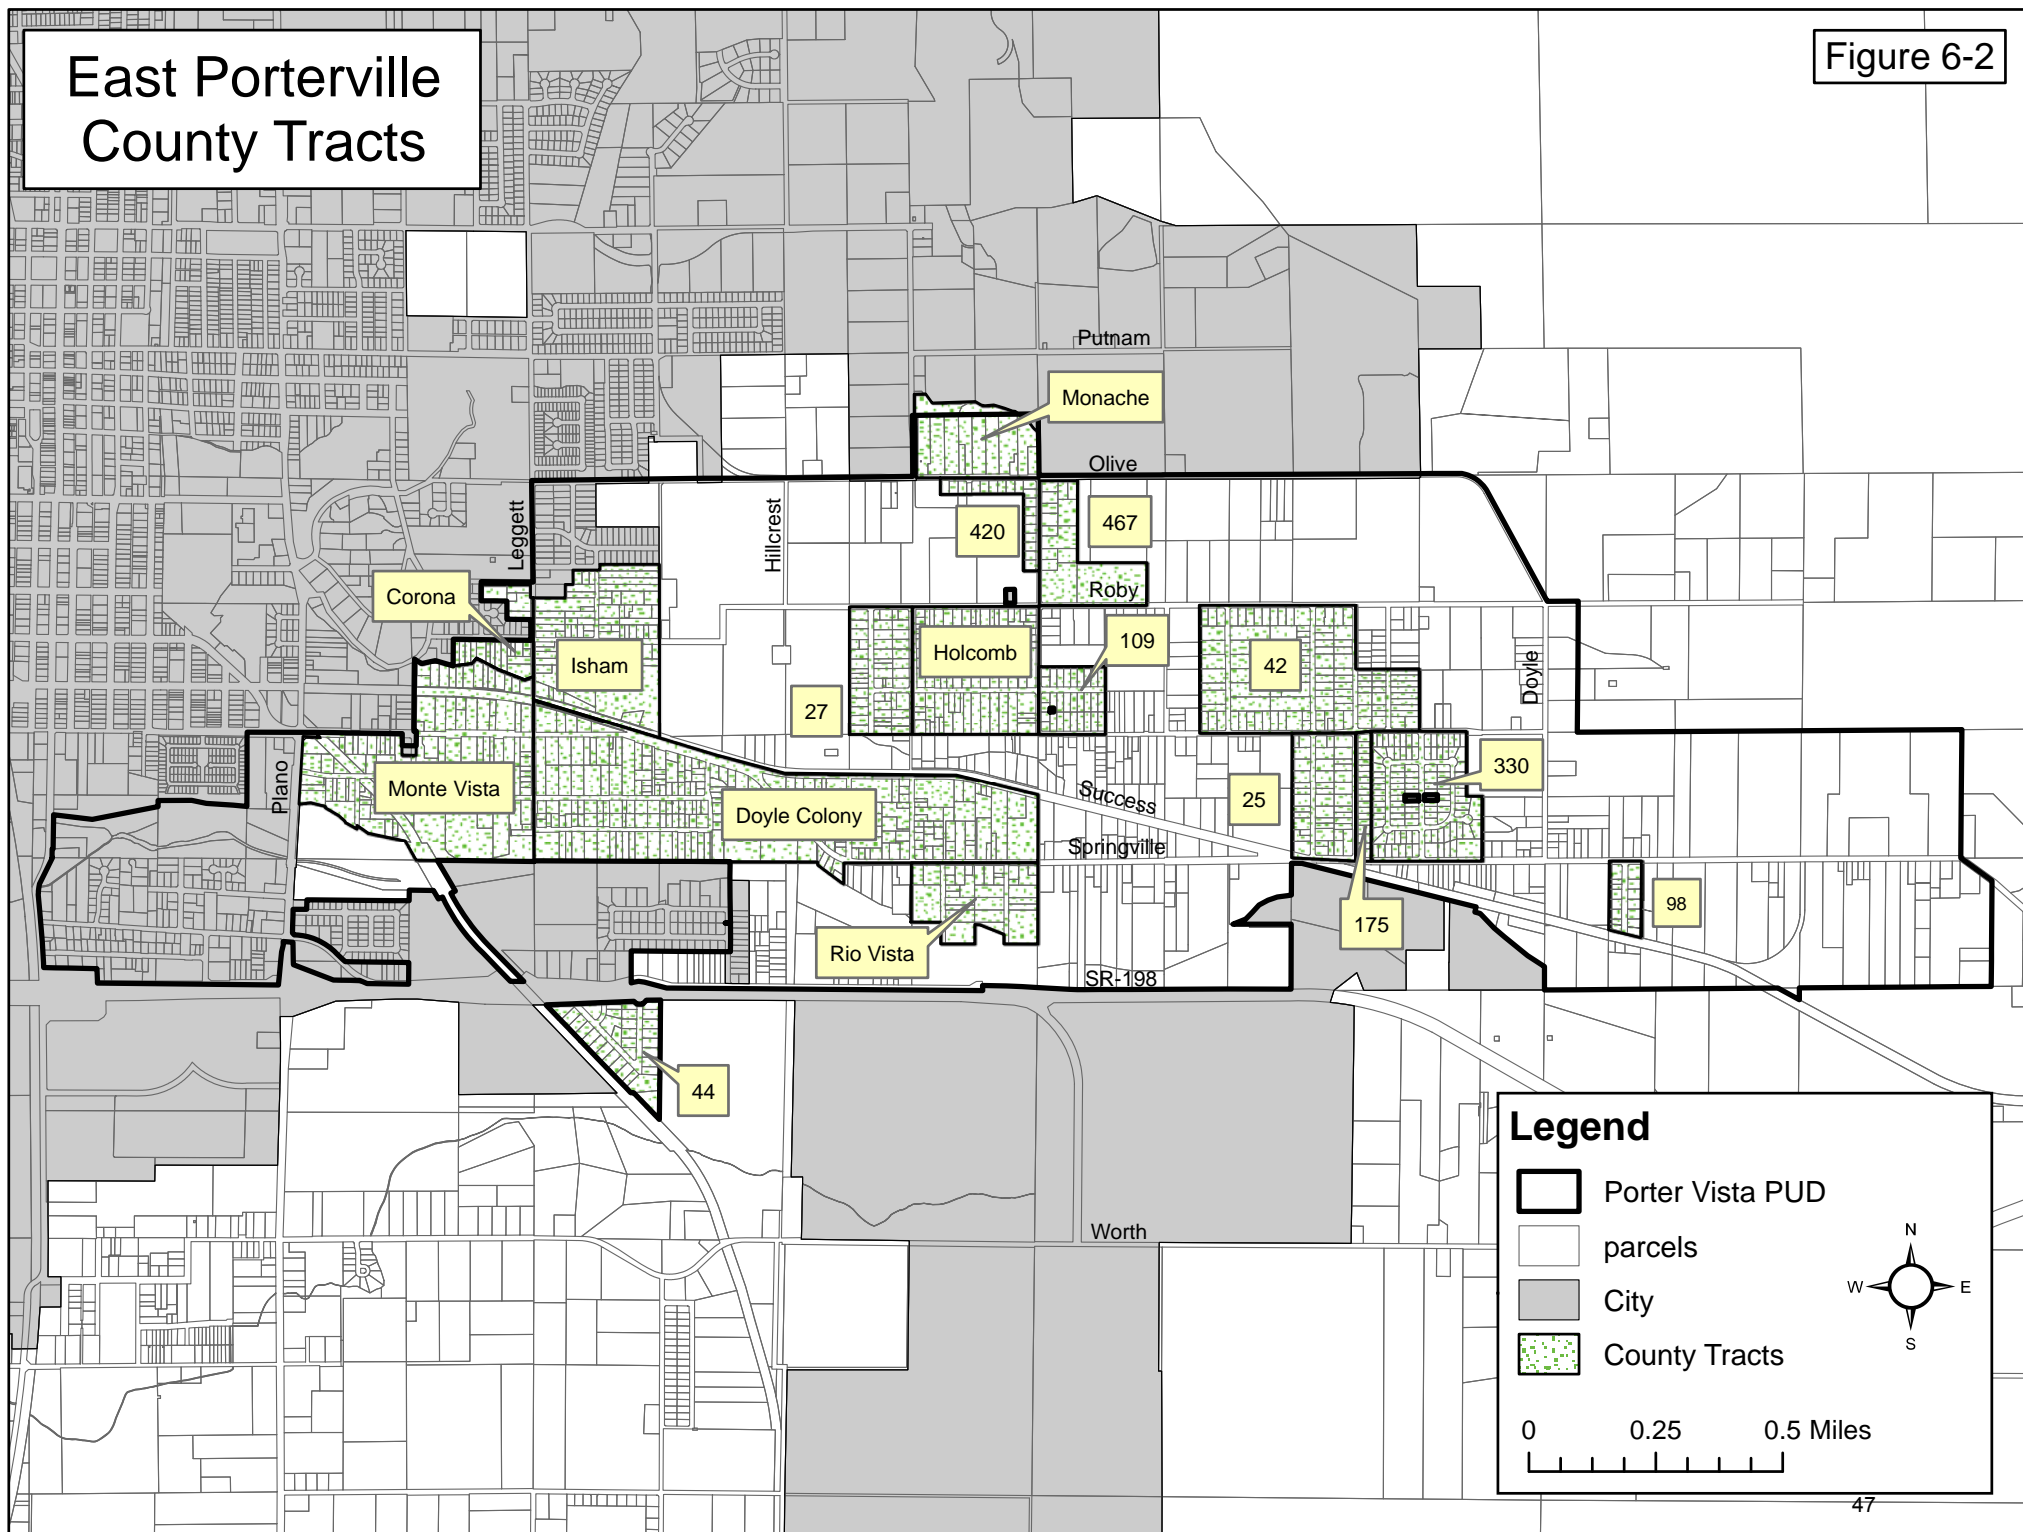 East Porterville
County Tracts
Figure 6-2
Putnam
Monache
Olive
Leggett
Hillcrest
420
467
Corona
Roby
Isham
Holcomb
109
42
Doyle
27
Plano
Monte Vista
Doyle Colony
Success
25
330
Springville
Rio Vista
175
98
SR-198
44
Worth
Legend
Porter Vista PUD
parcels
City
County Tracts
N
W
E
S
0
0.25
0.5 Miles
47